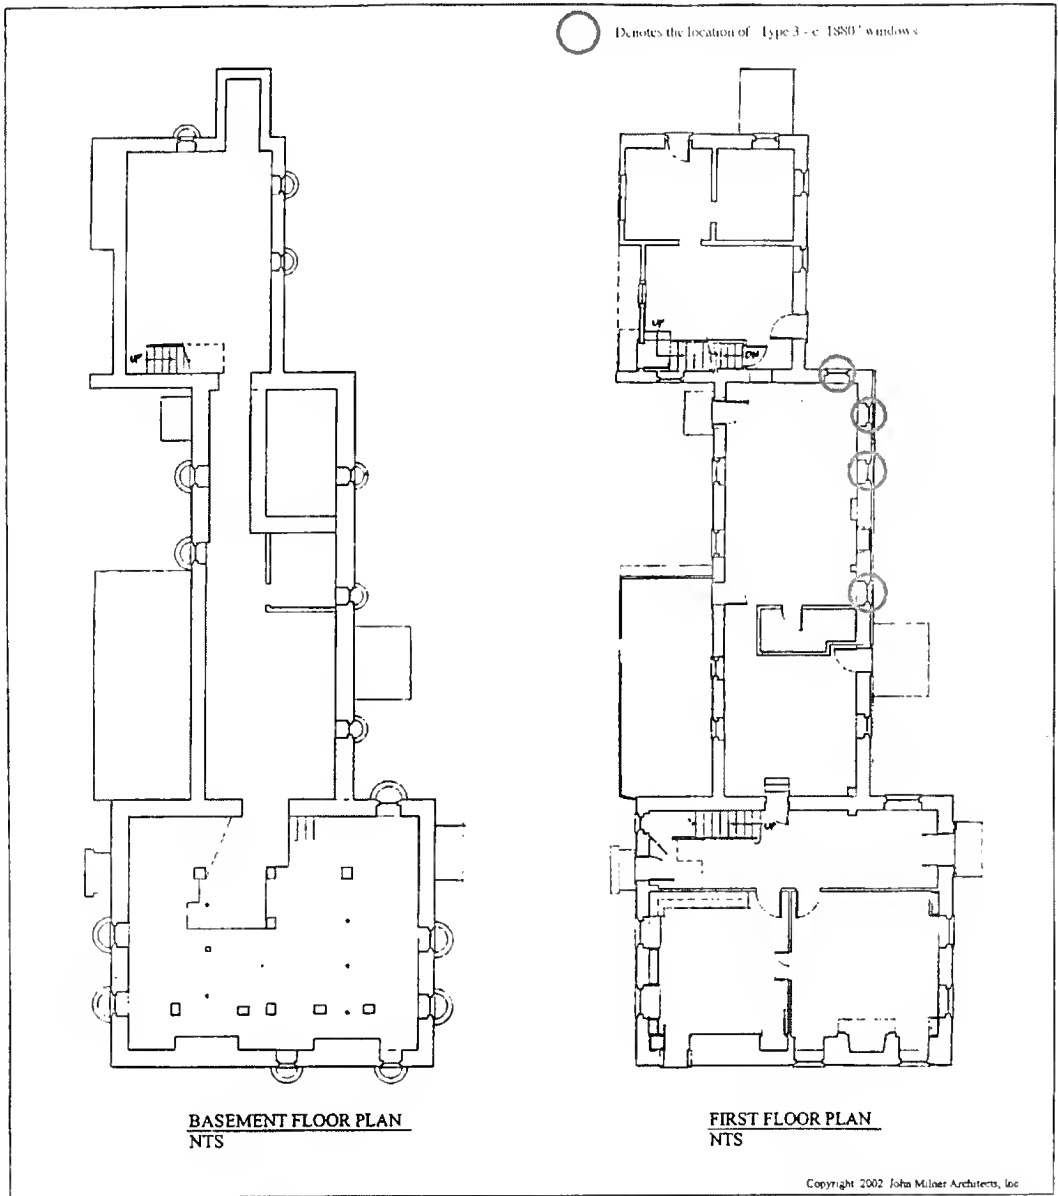 Denotes the location of "Type 3 - c. 1880" windows
UP
UP
DN
UP
BASEMENT FLOOR PLAN
NTS
FIRST FLOOR PLAN
NTS
Copyright 2002 John Milner Architects, Inc